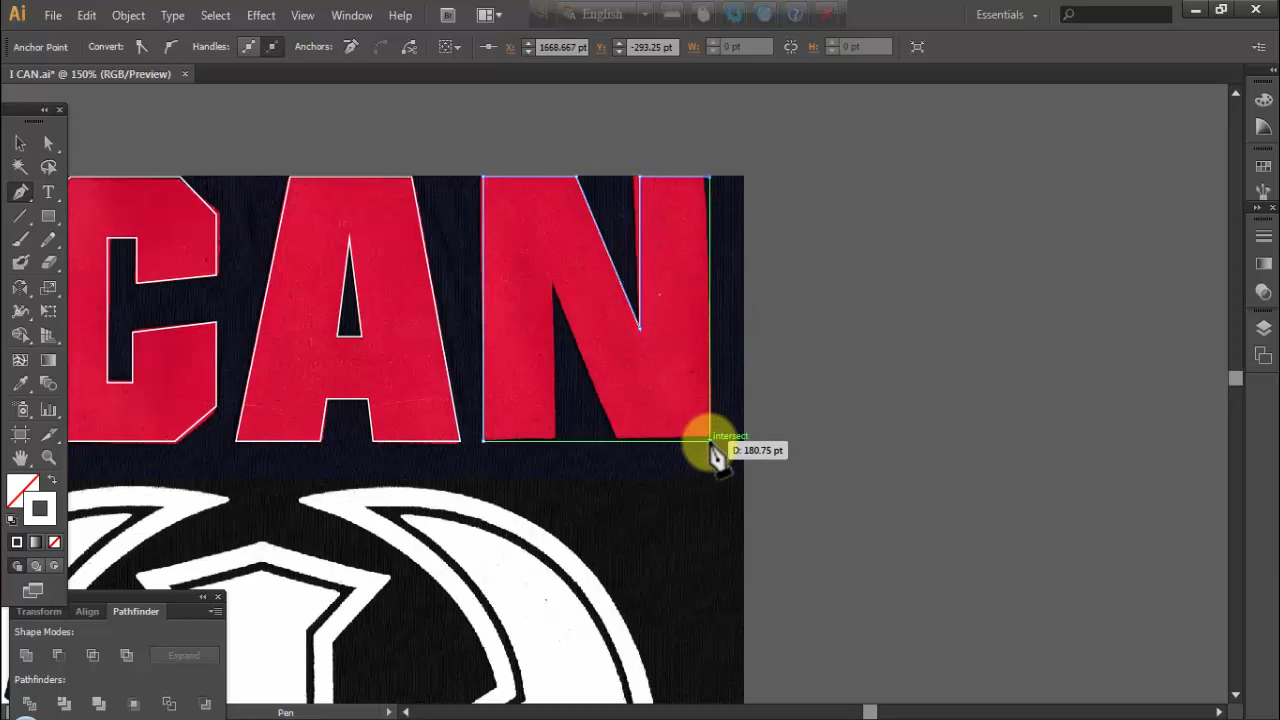 Ai File Edit Object Type Select Effect View Window Help Br English Essentials
Anchor Point Convert: Handles: Anchors: X: 1668.667 pt Y: -293.25 pt W: 0 pt H: 0 pt
I CAN.ai* @ 150% (RGB/Preview)
CAN
intersect
D: 180.75 pt
Transform Align Pathfinder
Shape Modes:
Expand
Pathfinders:
Pen